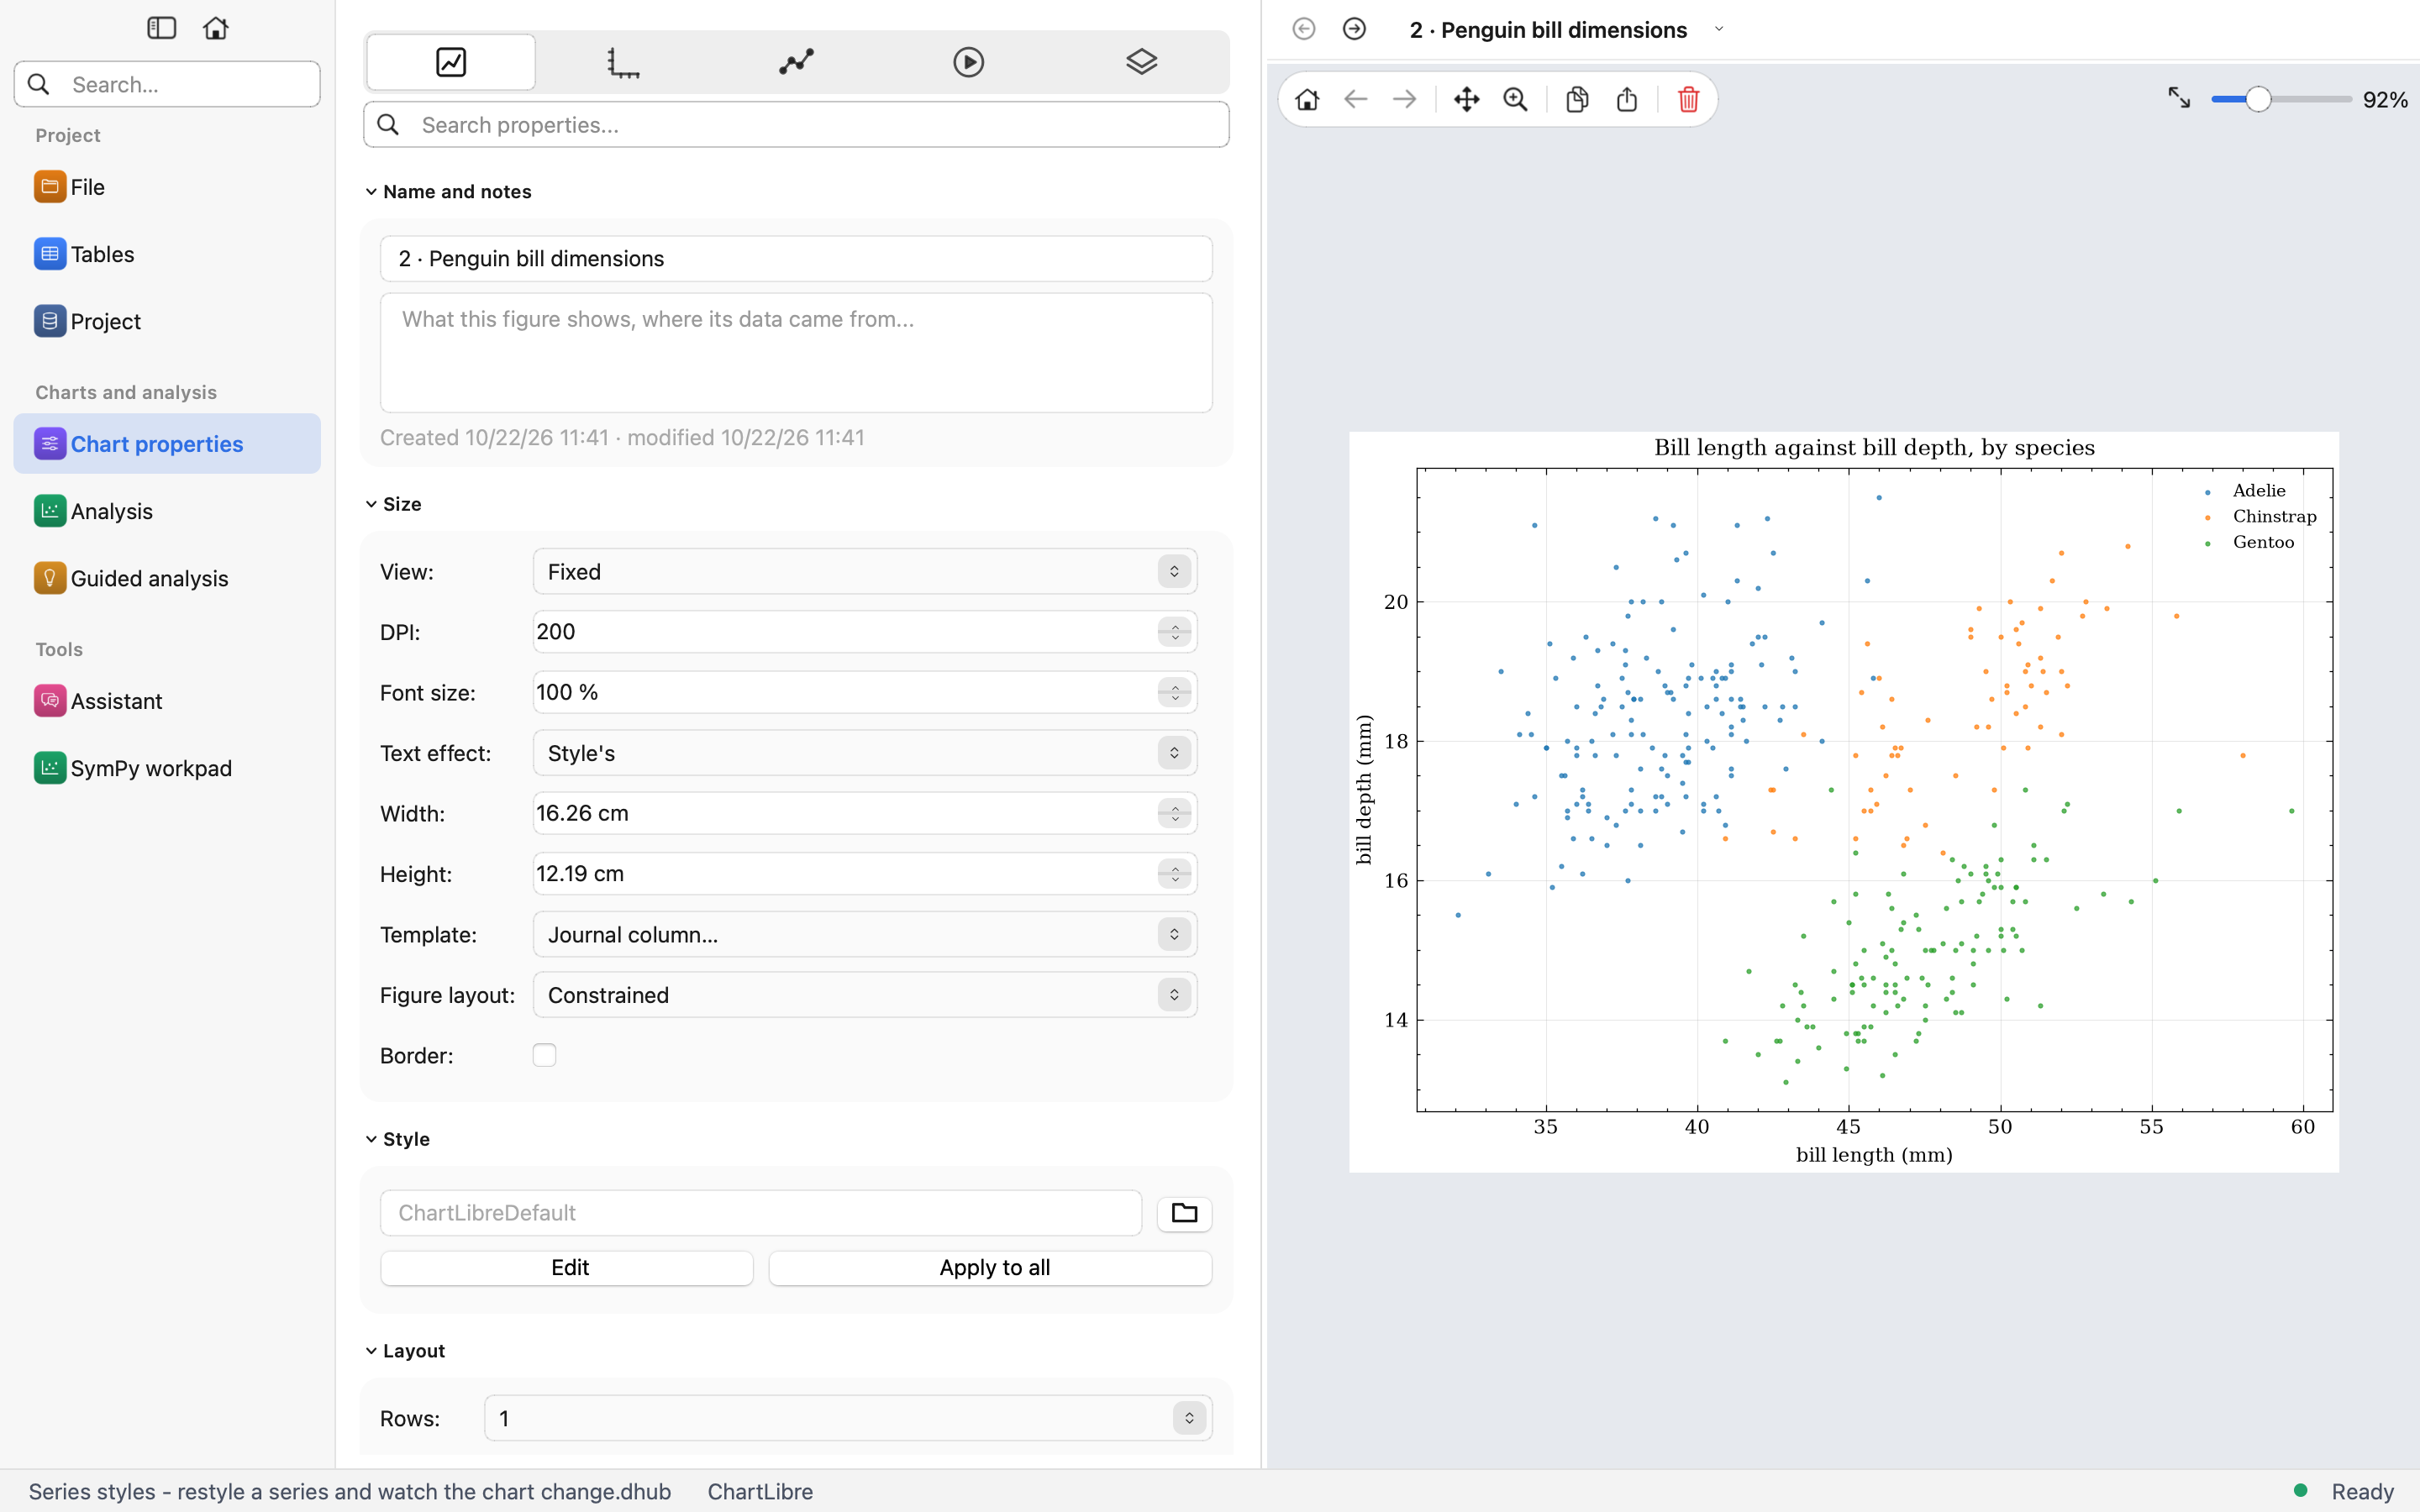 Search...
Project
File
Tables
Project
Charts and analysis
Chart properties
Analysis
Guided analysis
Tools
Assistant
SymPy workpad
Search properties...
Name and notes
2 · Penguin bill dimensions
What this figure shows, where its data came from...
Created 10/22/26 11:41 · modified 10/22/26 11:41
Size
View: Fixed
DPI: 200
Font size: 100 %
Text effect: Style's
Width: 16.26 cm
Height: 12.19 cm
Template: Journal column...
Figure layout: Constrained
Border:
Style
ChartLibreDefault
Edit Apply to all
Layout
Rows: 1
2 · Penguin bill dimensions
92%
Bill length against bill depth, by species
Adelie
Chinstrap
Gentoo
bill depth (mm)
20
18
16
14
35 40 45 50 55 60
bill length (mm)
Series styles - restyle a series and watch the chart change.dhub ChartLibre Ready